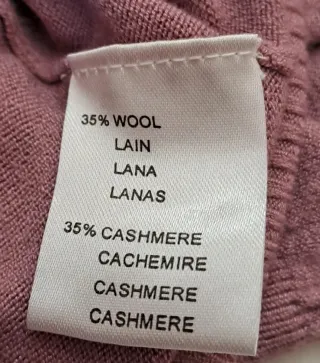 35% WOOL
LAIN
LANA
LANAS
35% CASHMERE
CACHEMIRE
CASHMERE
CASHMERE